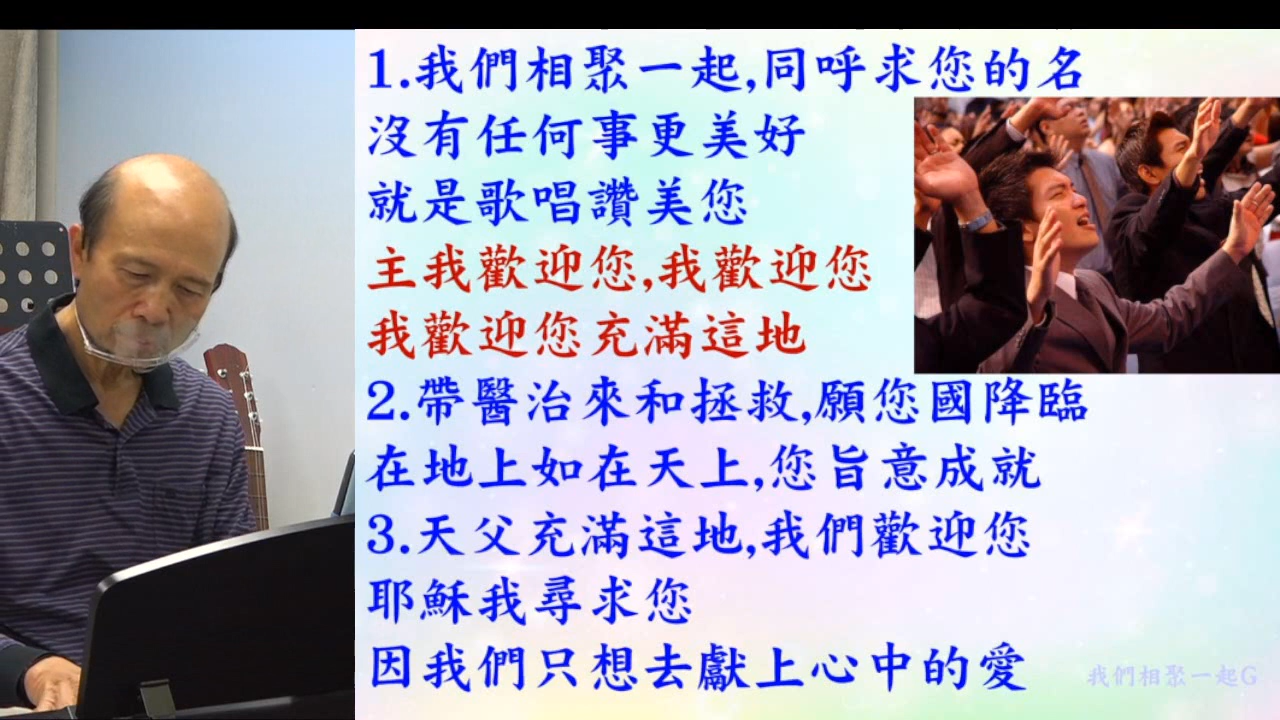 1.我們相聚一起,同呼求您的名
沒有任何事更美好
就是歌唱讚美您
主我歡迎您,我歡迎您
我歡迎您充滿這地
2.帶醫治來和拯救,願您國降臨
在地上如在天上,您旨意成就
3.天父充滿這地,我們歡迎您
耶穌我尋求您
因我們只想去獻上心中的愛
我們相聚一起G